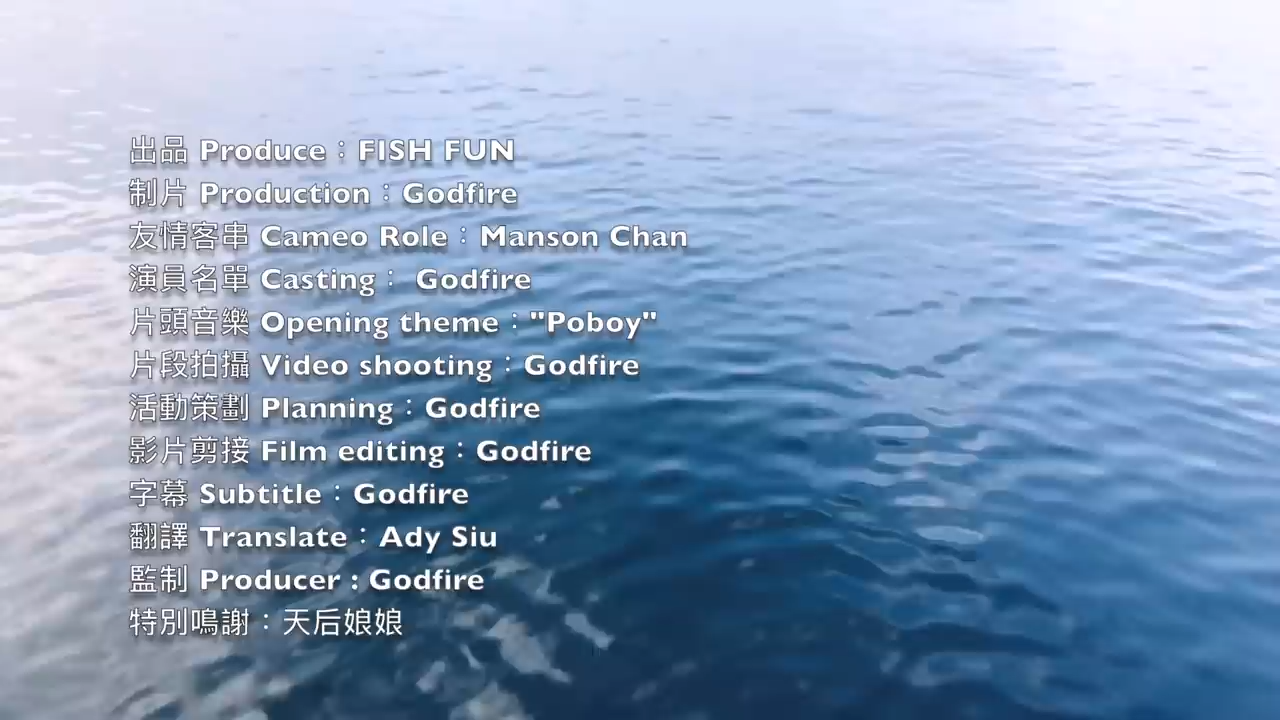 出品 Produce：FISH FUN
制片 Production：Godfire
友情客串 Cameo Role：Manson Chan
演員名單 Casting： Godfire
片頭音樂 Opening theme："Poboy"
片段拍攝 Video shooting：Godfire
活動策劃 Planning：Godfire
影片剪接 Film editing：Godfire
字幕 Subtitle：Godfire
翻譯 Translate：Ady Siu
監制 Producer : Godfire
特別鳴謝：天后娘娘